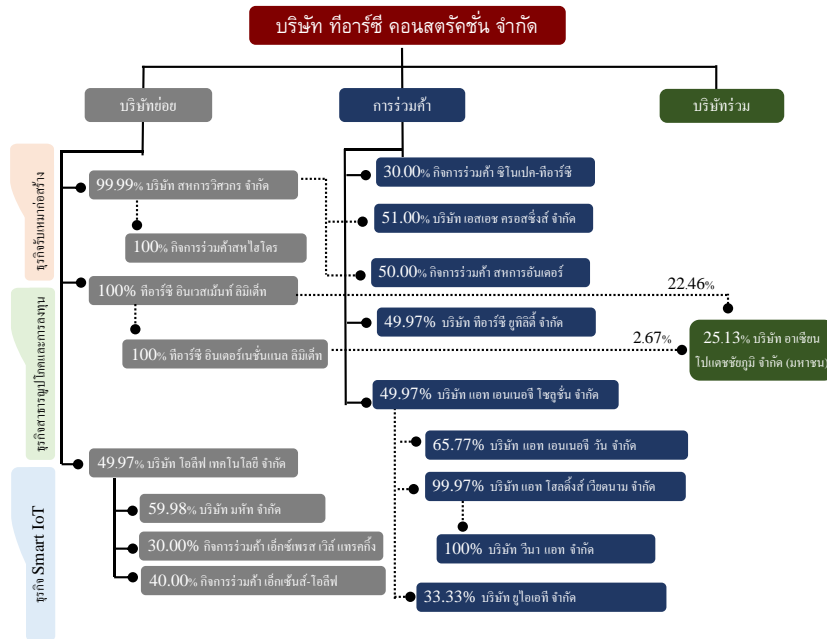 บริษัท ทีอาร์ซี คอนสตรัคชั่น จำกัด
บริษัทย่อย
การร่วมค้า
บริษัทร่วม
ธุรกิจรับเหมาก่อสร้าง
99.99% บริษัท สหการวิศวกร จำกัด
100% กิจการร่วมค้าสหไฮโดร
100% ทีอาร์ซี อินเวสเม้นท์ ลิมิเต็ท
100% ทีอาร์ซี อินเตอร์เนชั่นแนล ลิมิเต็ท
ธุรกิจสาธารณูปโภคและการลงทุน
49.97% บริษัท โอลีฟ เทคโนโลยี จำกัด
59.98% บริษัท มหัท จำกัด
30.00% กิจการร่วมค้า เอ็กซ์เพรส เวิล์ แทรคกิ้ง
40.00% กิจการร่วมค้า เอ็กเซ้นส์-โอลีฟ
ธุรกิจ Smart IoT
30.00% กิจการร่วมค้า ซิโนเปค-ทีอาร์ซี
51.00% บริษัท เอสเอช ครอสซิ่งส์ จำกัด
50.00% กิจการร่วมค้า สหการอันเดอร์
49.97% บริษัท ทีอาร์ซี ยูทิลิตี้ จำกัด
49.97% บริษัท แอท เอนเนอจี โซลูชั่น จำกัด
65.77% บริษัท แอท เอนเนอจี วัน จำกัด
99.97% บริษัท แอท โฮลดิ้งส์ เวียดนาม จำกัด
100% บริษัท วีนา แอท จำกัด
33.33% บริษัท ยูไอเอที จำกัด
22.46%
2.67%
25.13% บริษัท อาเซียน
โปแตชชัยภูมิ จำกัด (มหาชน)